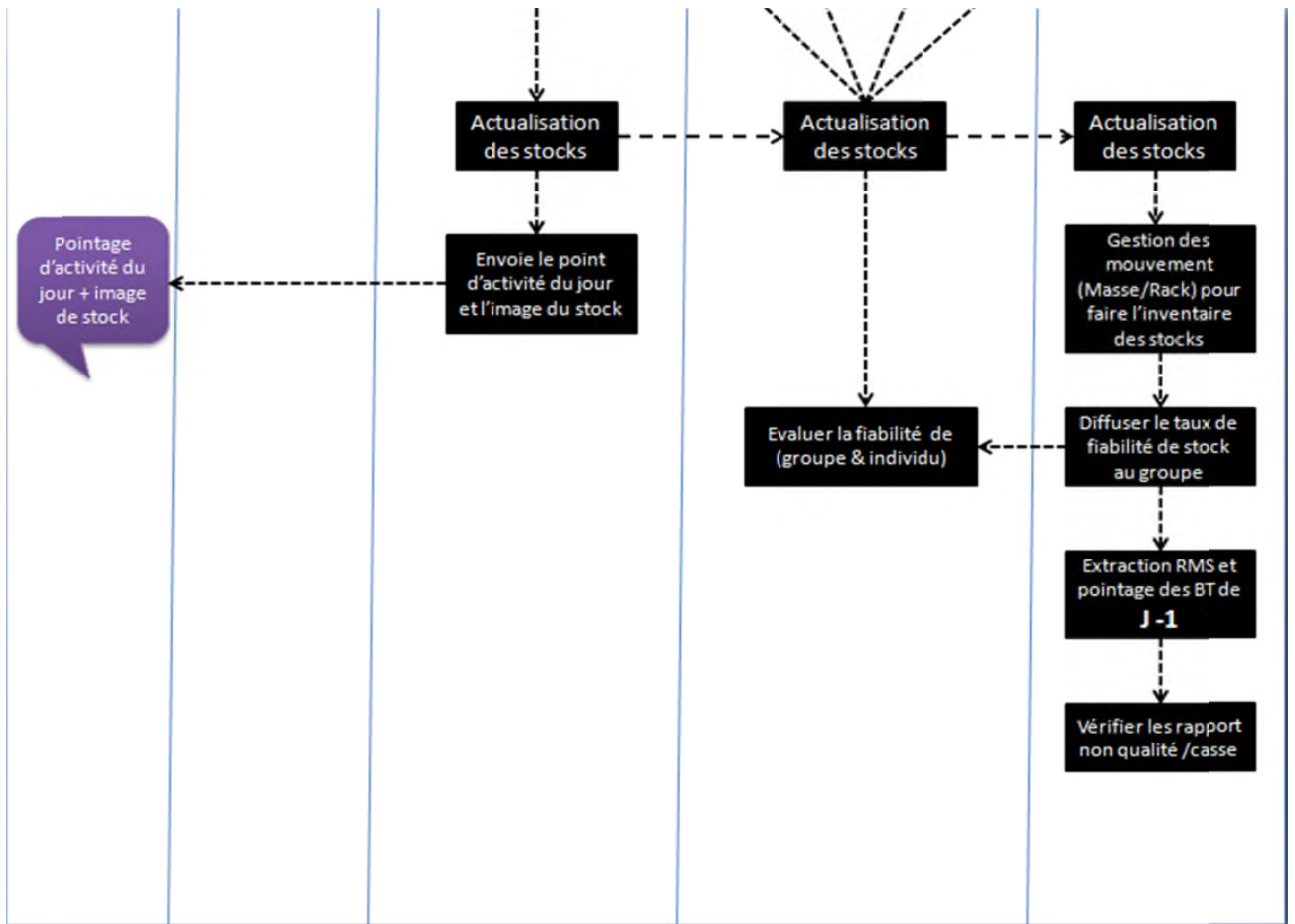 Actualisation
des stocks
Actualisation
des stocks
Actualisation
des stocks
Pointage
d'activité du
jour + image
de stock
Envoie le point
d'activité du jour
et l'image du stock
Gestion des
mouvement
(Masse/Rack) pour
faire l'inventaire
des stocks
Evaluer la fiabilité de
(groupe & individu)
Diffuser le taux de
fiabilité de stock
au groupe
Extraction RMS et
pointage des BT de
J -1
Vérifier les rapport
non qualité /casse